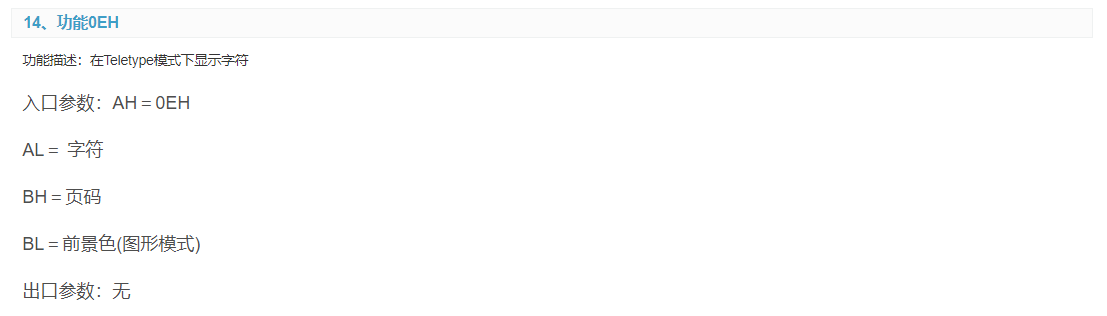 14、功能0EH
功能描述：在Teletype模式下显示字符
入口参数：AH = 0EH
AL = 字符
BH = 页码
BL = 前景色(图形模式)
出口参数：无